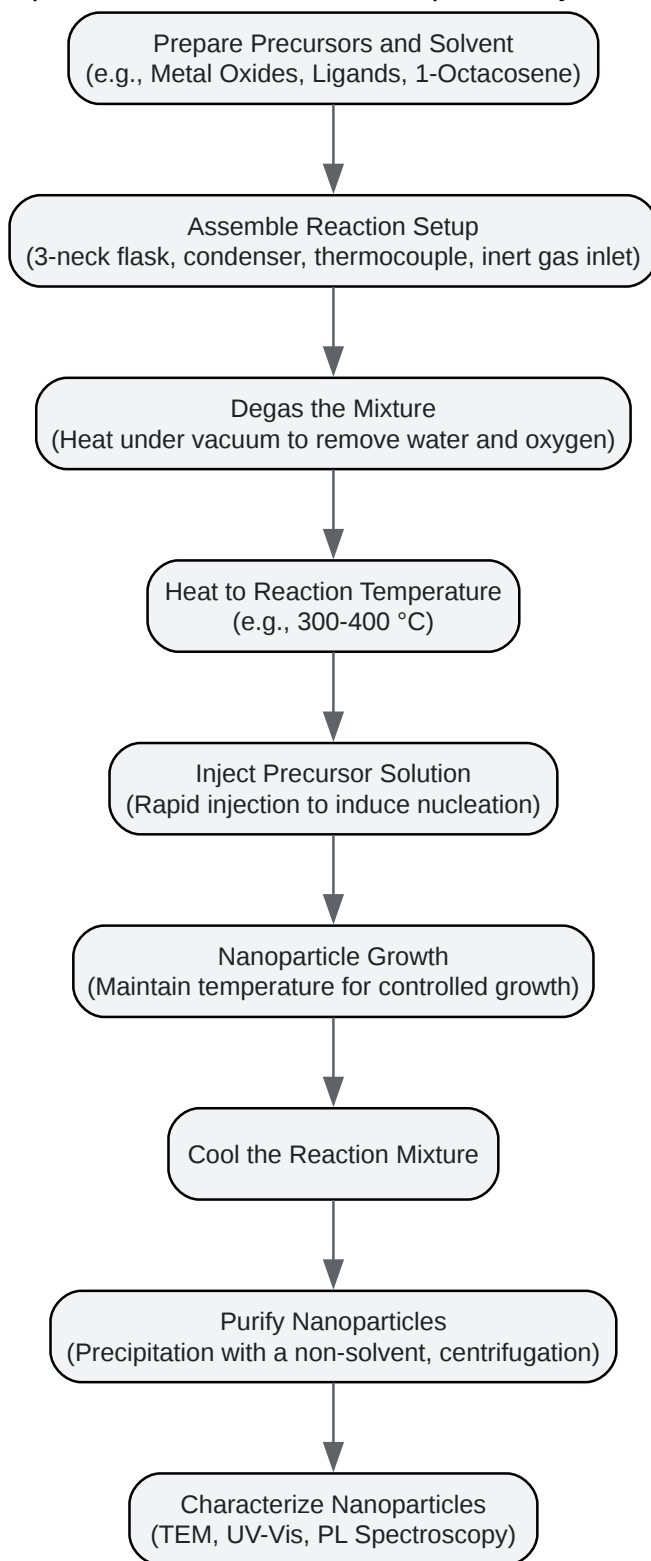 Prepare Precursors and Solvent
(e.g., Metal Oxides, Ligands, 1-Octacosene)
Assemble Reaction Setup
(3-neck flask, condenser, thermocouple, inert gas inlet)
Degas the Mixture
(Heat under vacuum to remove water and oxygen)
Heat to Reaction Temperature
(e.g., 300-400 °C)
Inject Precursor Solution
(Rapid injection to induce nucleation)
Nanoparticle Growth
(Maintain temperature for controlled growth)
Cool the Reaction Mixture
Purify Nanoparticles
(Precipitation with a non-solvent, centrifugation)
Characterize Nanoparticles
(TEM, UV-Vis, PL Spectroscopy)